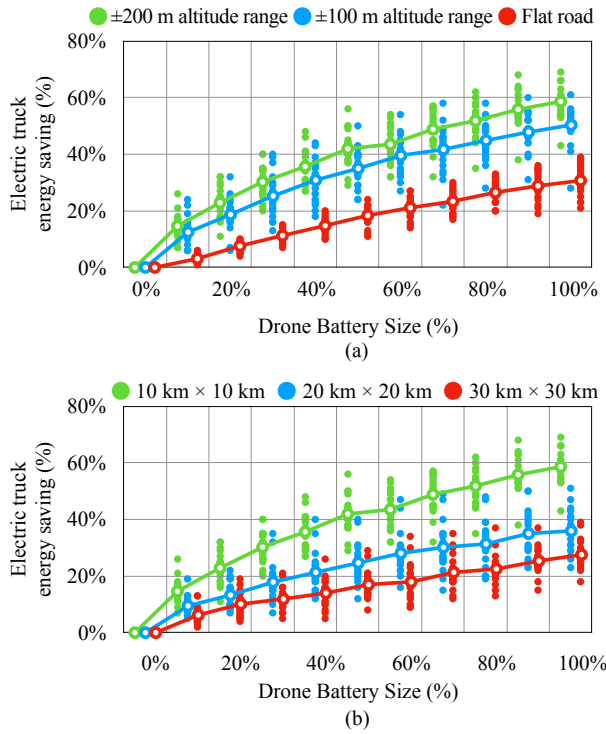 ±200 m altitude range ±100 m altitude range Flat road
80%
60%
40%
20%
0%
Electric truck
energy saving (%)
0% 20% 40% 60% 80% 100%
Drone Battery Size (%)
(a)
10 km × 10 km 20 km × 20 km 30 km × 30 km
80%
60%
40%
20%
0%
Electric truck
energy saving (%)
0% 20% 40% 60% 80% 100%
Drone Battery Size (%)
(b)